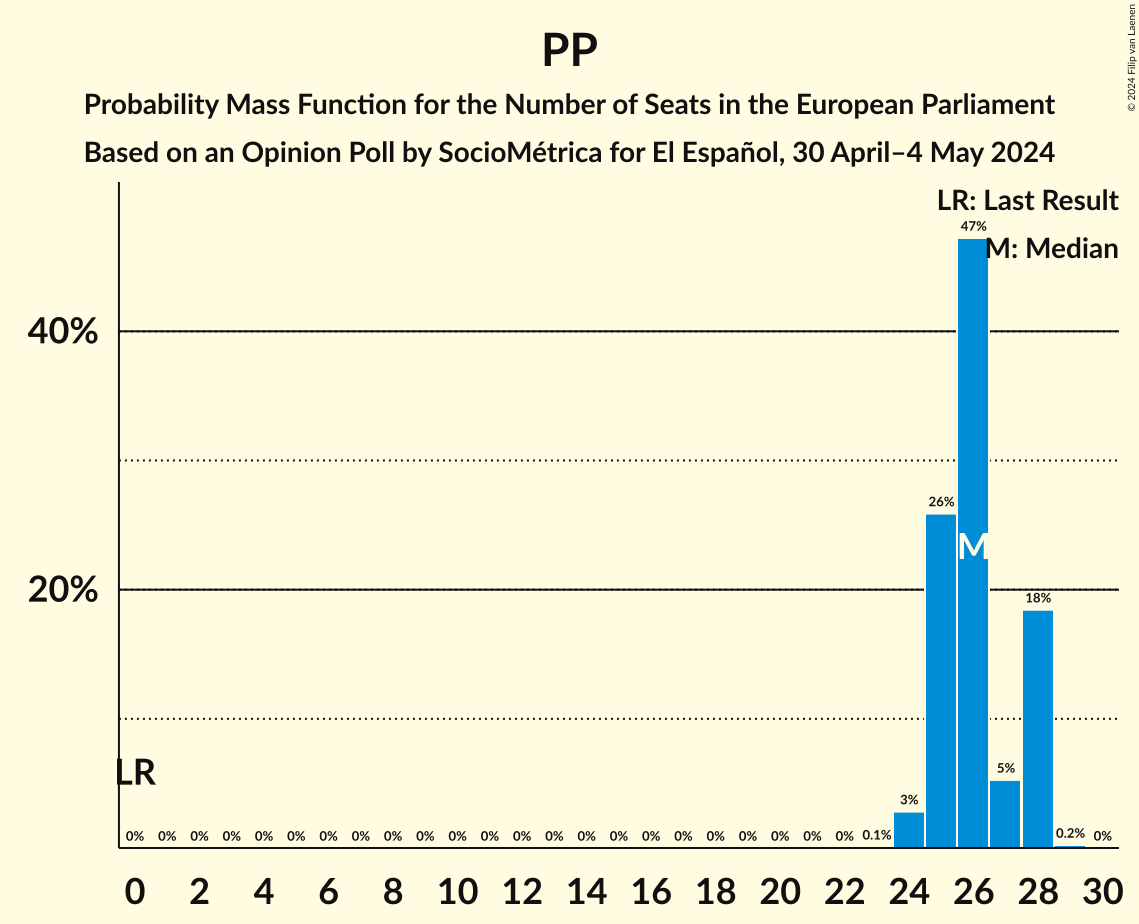 PP
Probability Mass Function for the Number of Seats in the European Parliament
Based on an Opinion Poll by SocioMétrica for El Español, 30 April–4 May 2024
© 2024 Filip van Laenen
LR: Last Result
M: Median
47%
40%
26%
M
20%
18%
LR
5%
3%
0% 0% 0% 0% 0% 0% 0% 0% 0% 0% 0% 0% 0% 0% 0% 0% 0% 0% 0% 0% 0% 0% 0% 0.1% 0.2% 0%
0 2 4 6 8 10 12 14 16 18 20 22 24 26 28 30